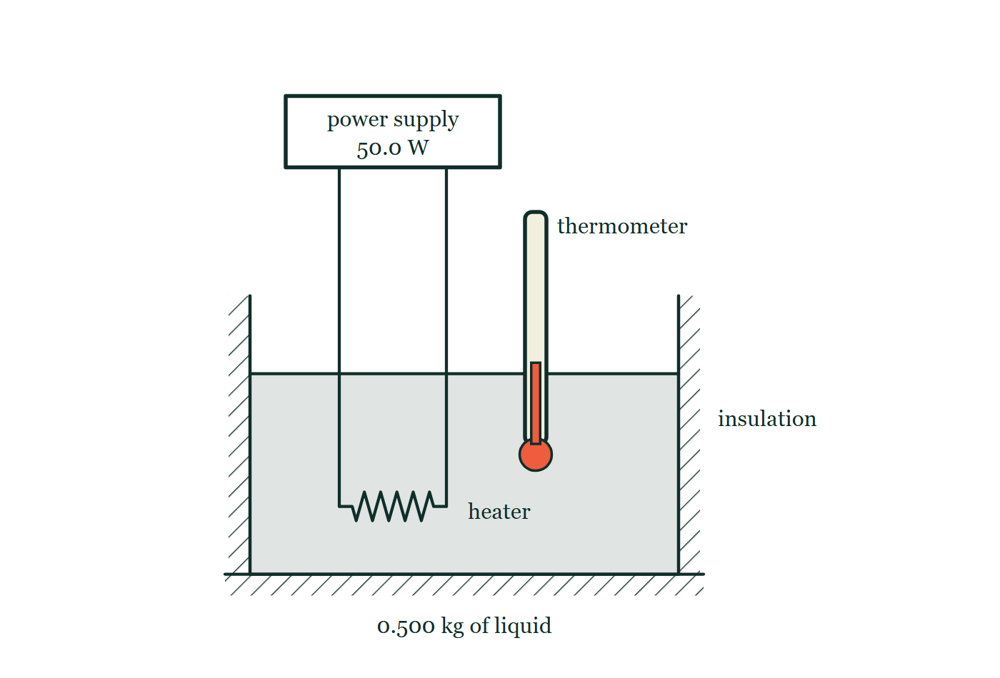 power supply
50.0 W
thermometer
insulation
heater
0.500 kg of liquid